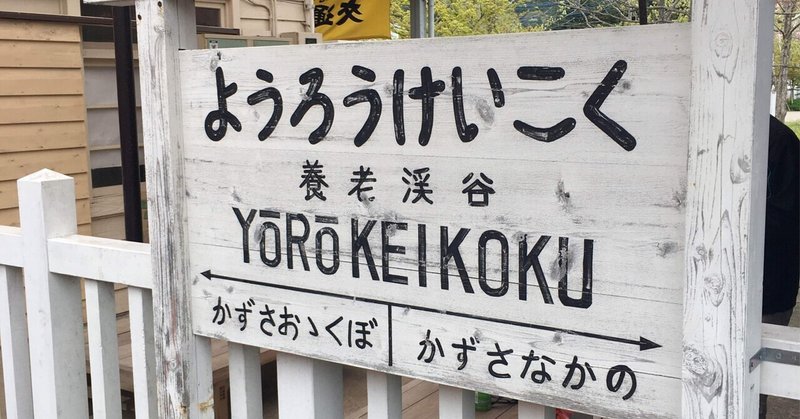 ようろうけいこく
養老渓谷
YōRōKEIKOKU
かずさおゝくぼ
かずさなかの